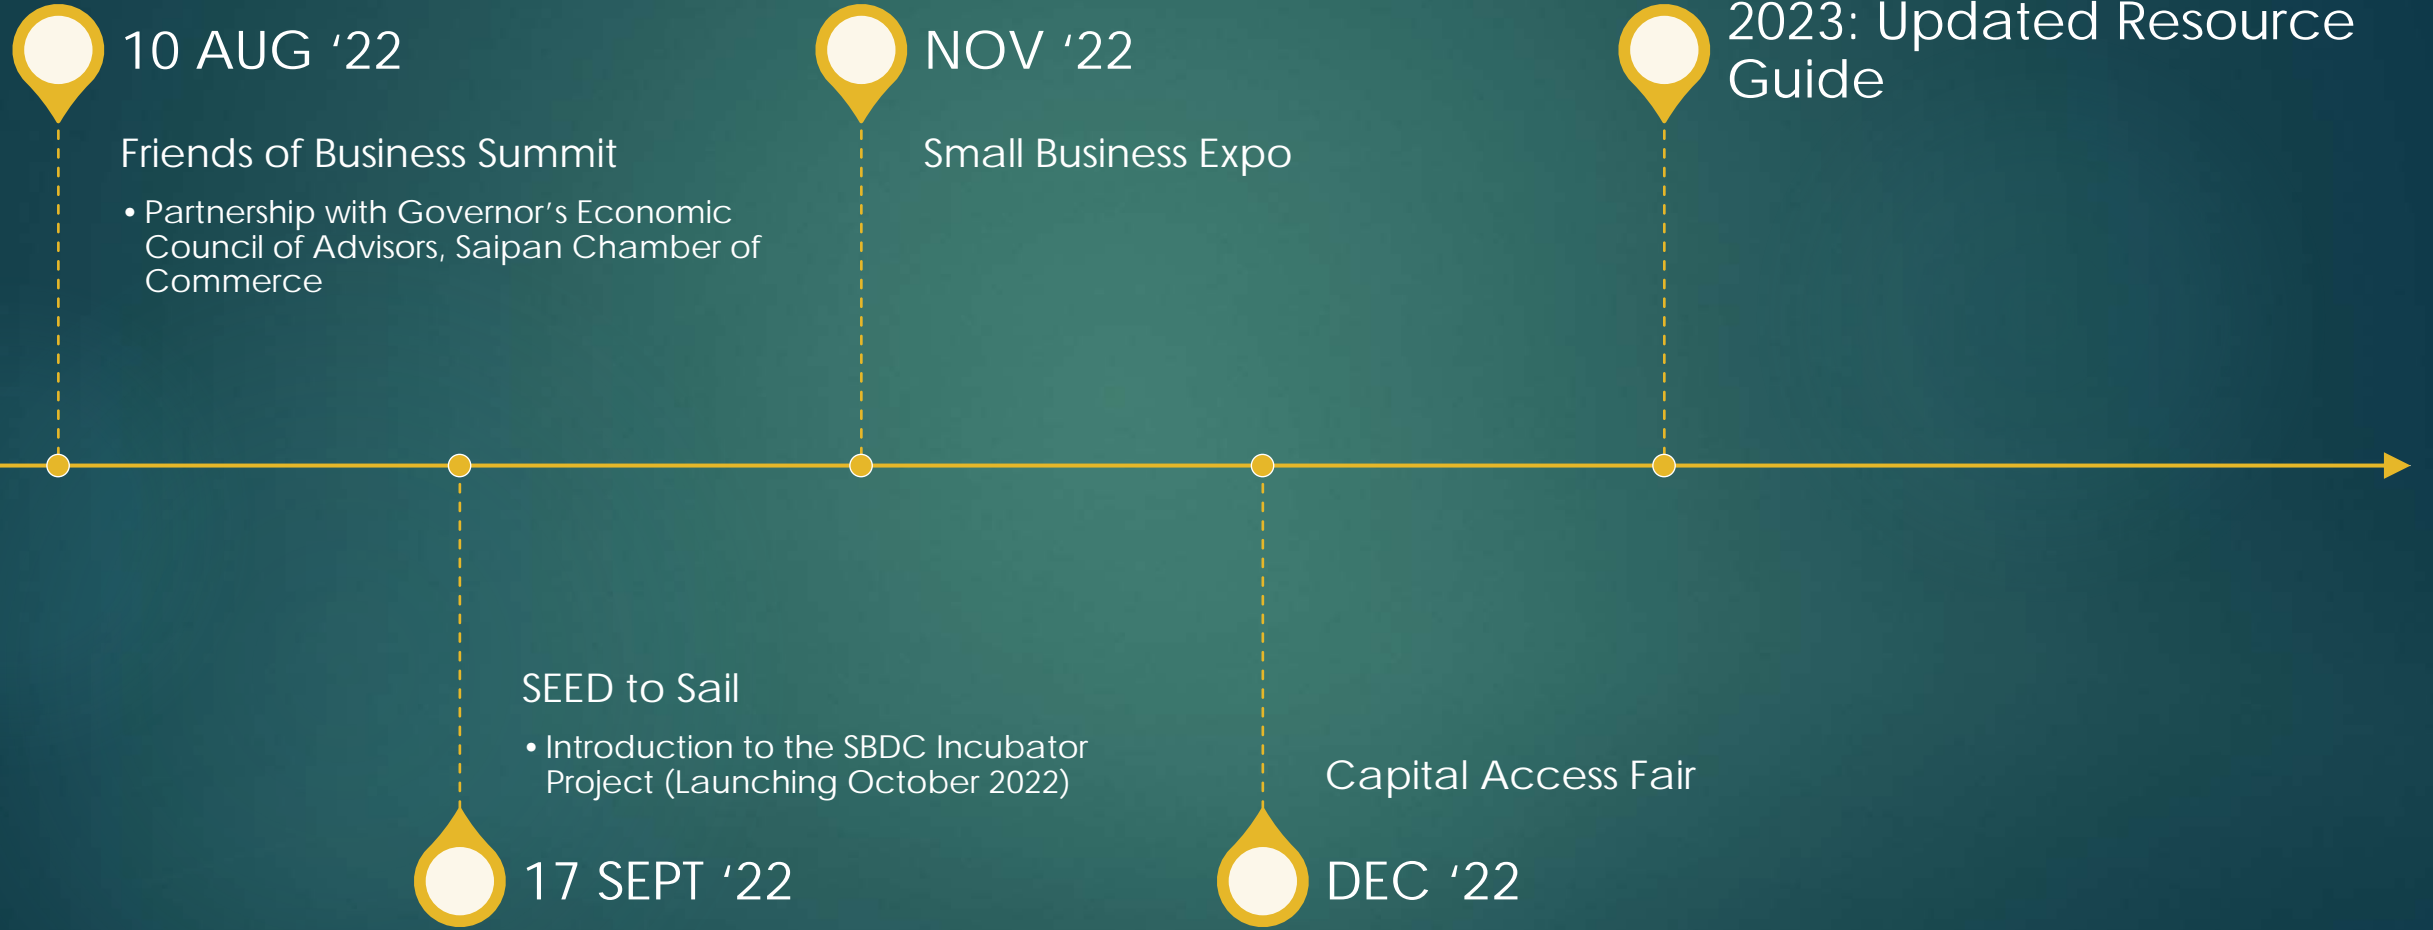 10 AUG ‘22
Friends of Business Summit
• Partnership with Governor’s Economic
Council of Advisors, Saipan Chamber of
Commerce
17 SEPT ‘22
SEED to Sail
• Introduction to the SBDC Incubator
Project (Launching October 2022)
NOV ‘22
Small Business Expo
DEC ‘22
Capital Access Fair
2023: Updated Resource
Guide